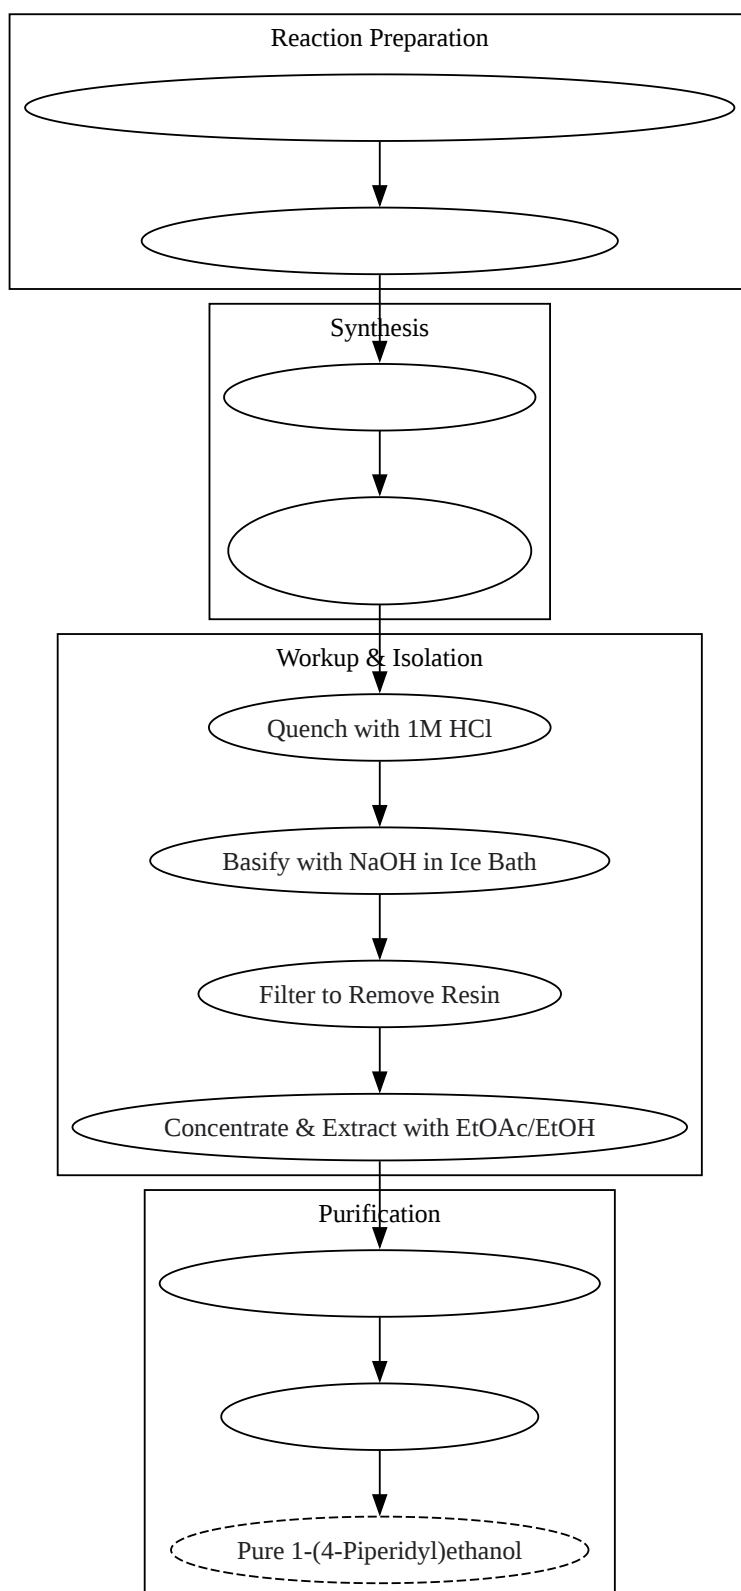 Reaction Preparation
Synthesis
Workup & Isolation
Quench with 1M HCl
Basify with NaOH in Ice Bath
Filter to Remove Resin
Concentrate & Extract with EtOAc/EtOH
Purification
Pure 1-(4-Piperidyl)ethanol